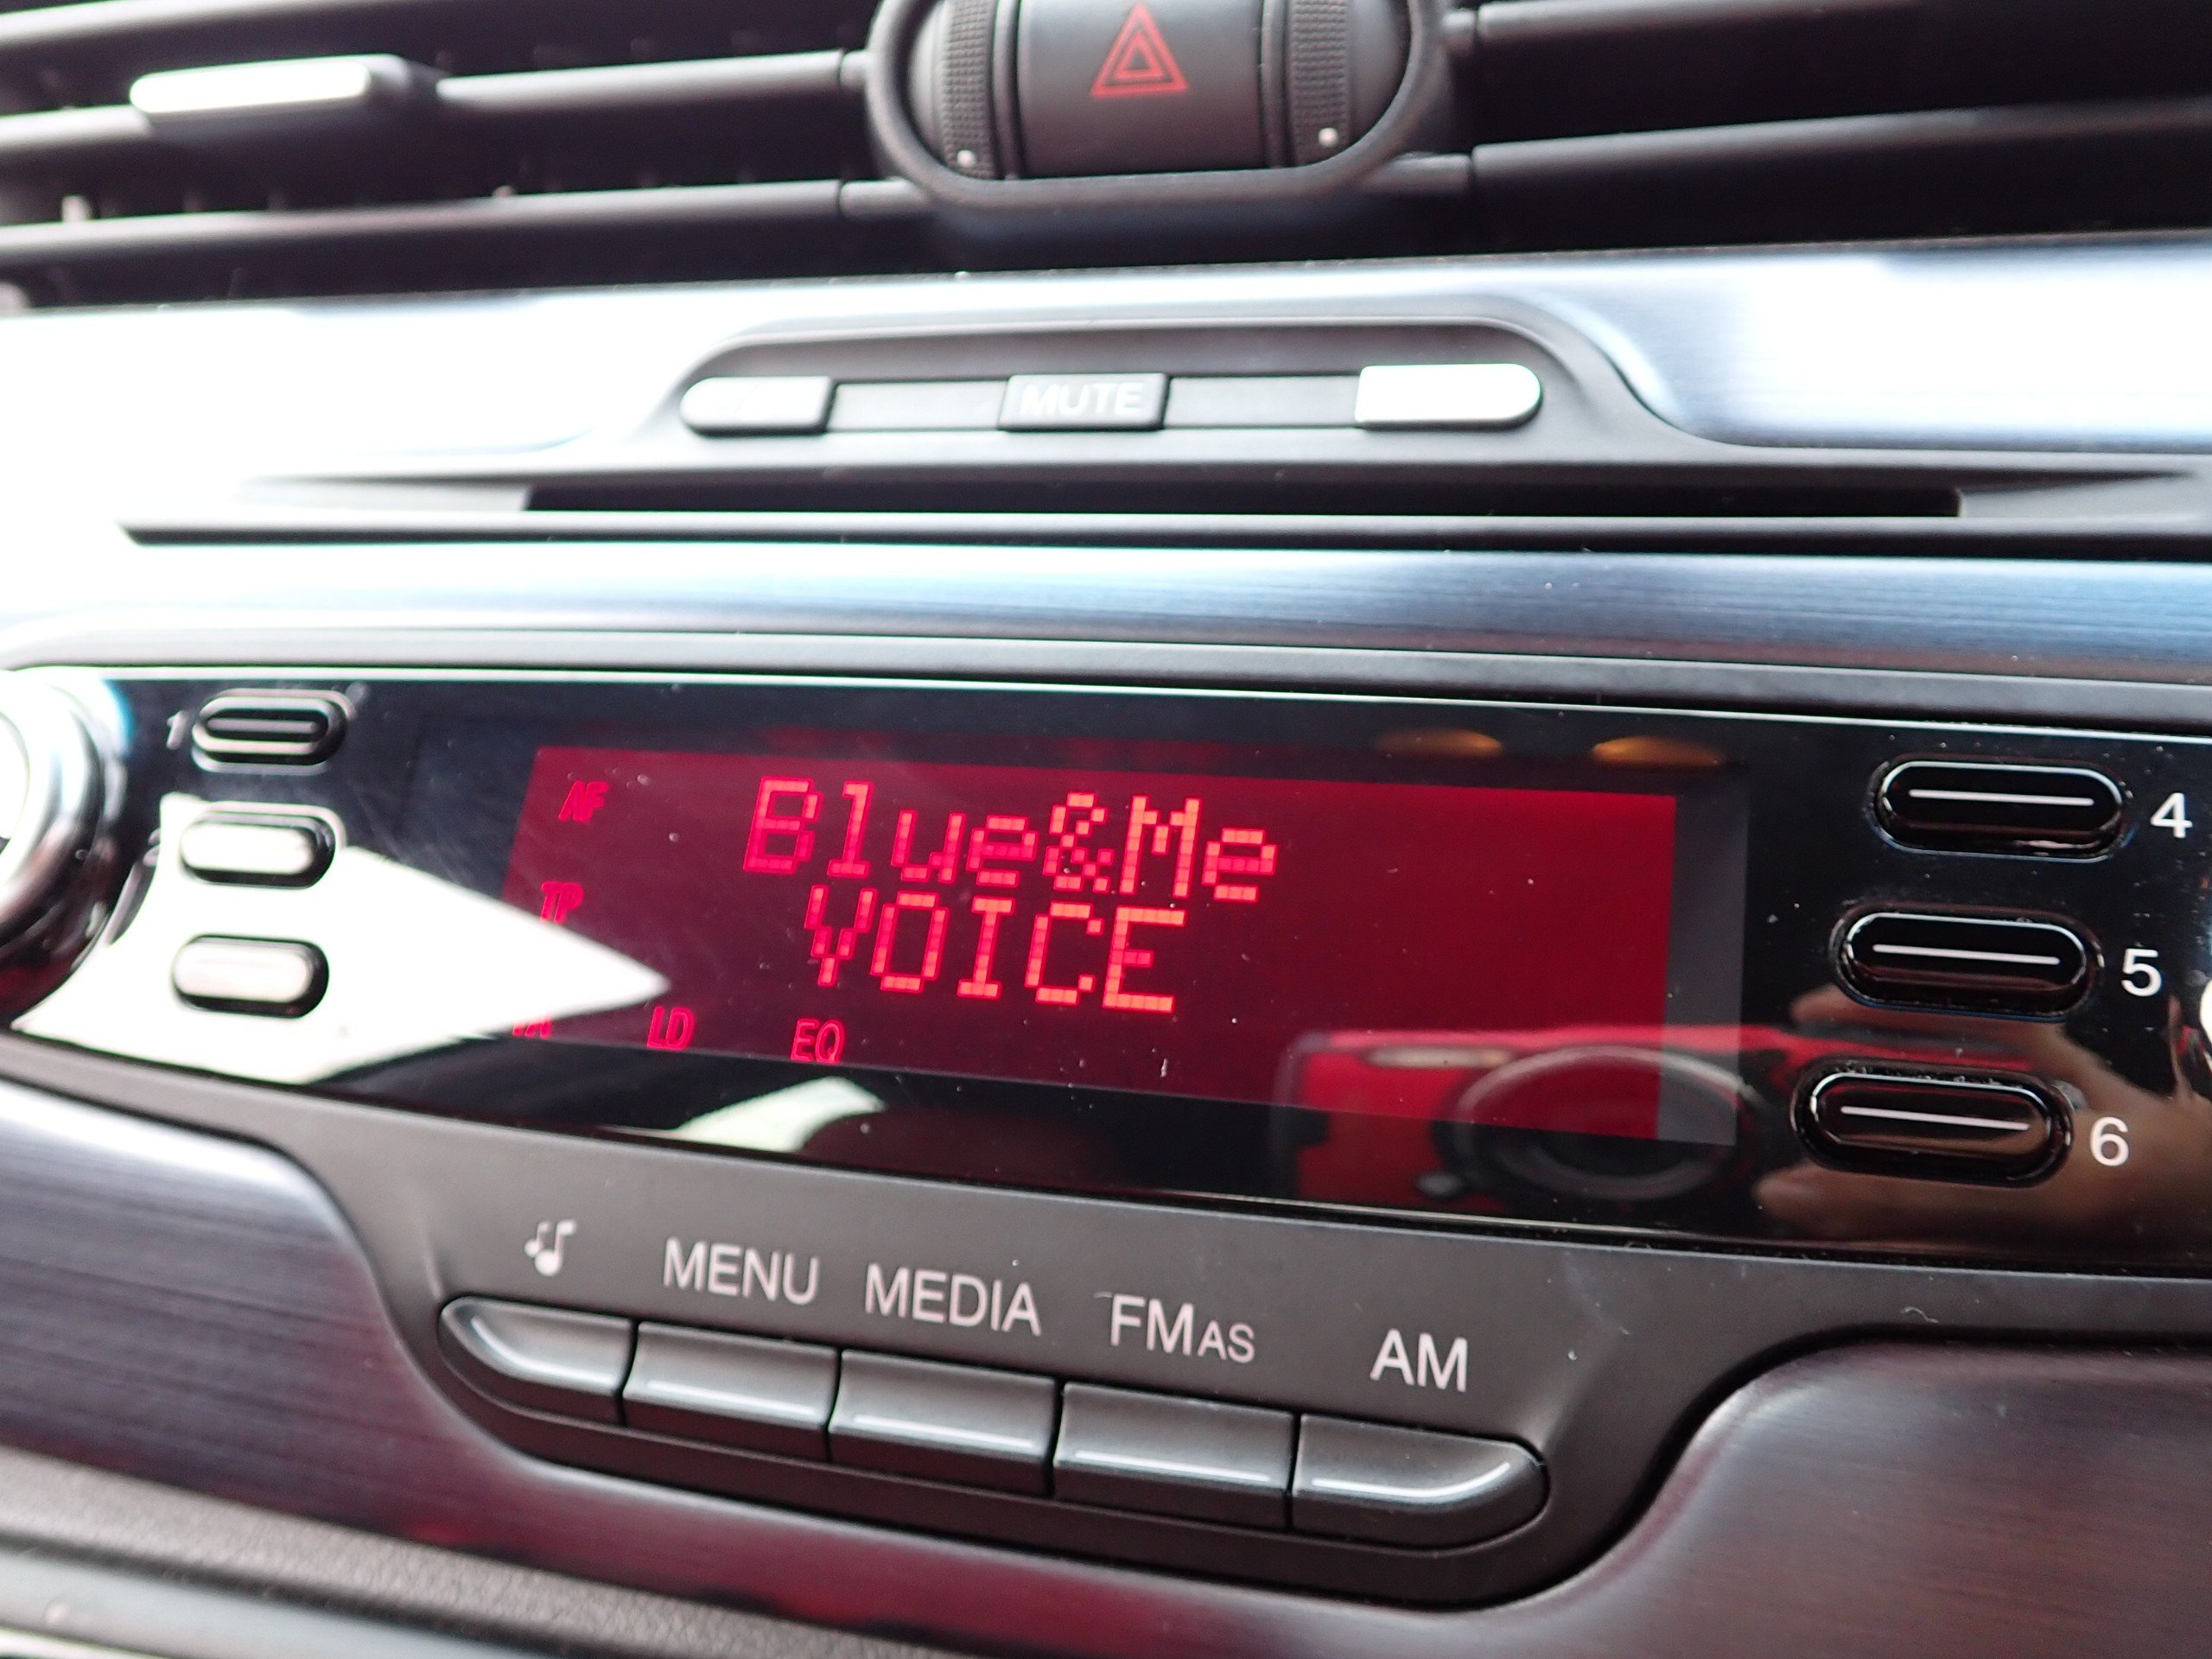 MUTE
1
AF
Blue&Me
4
TP
VOICE
5
LD EQ
6
MENU MEDIA FMAS AM